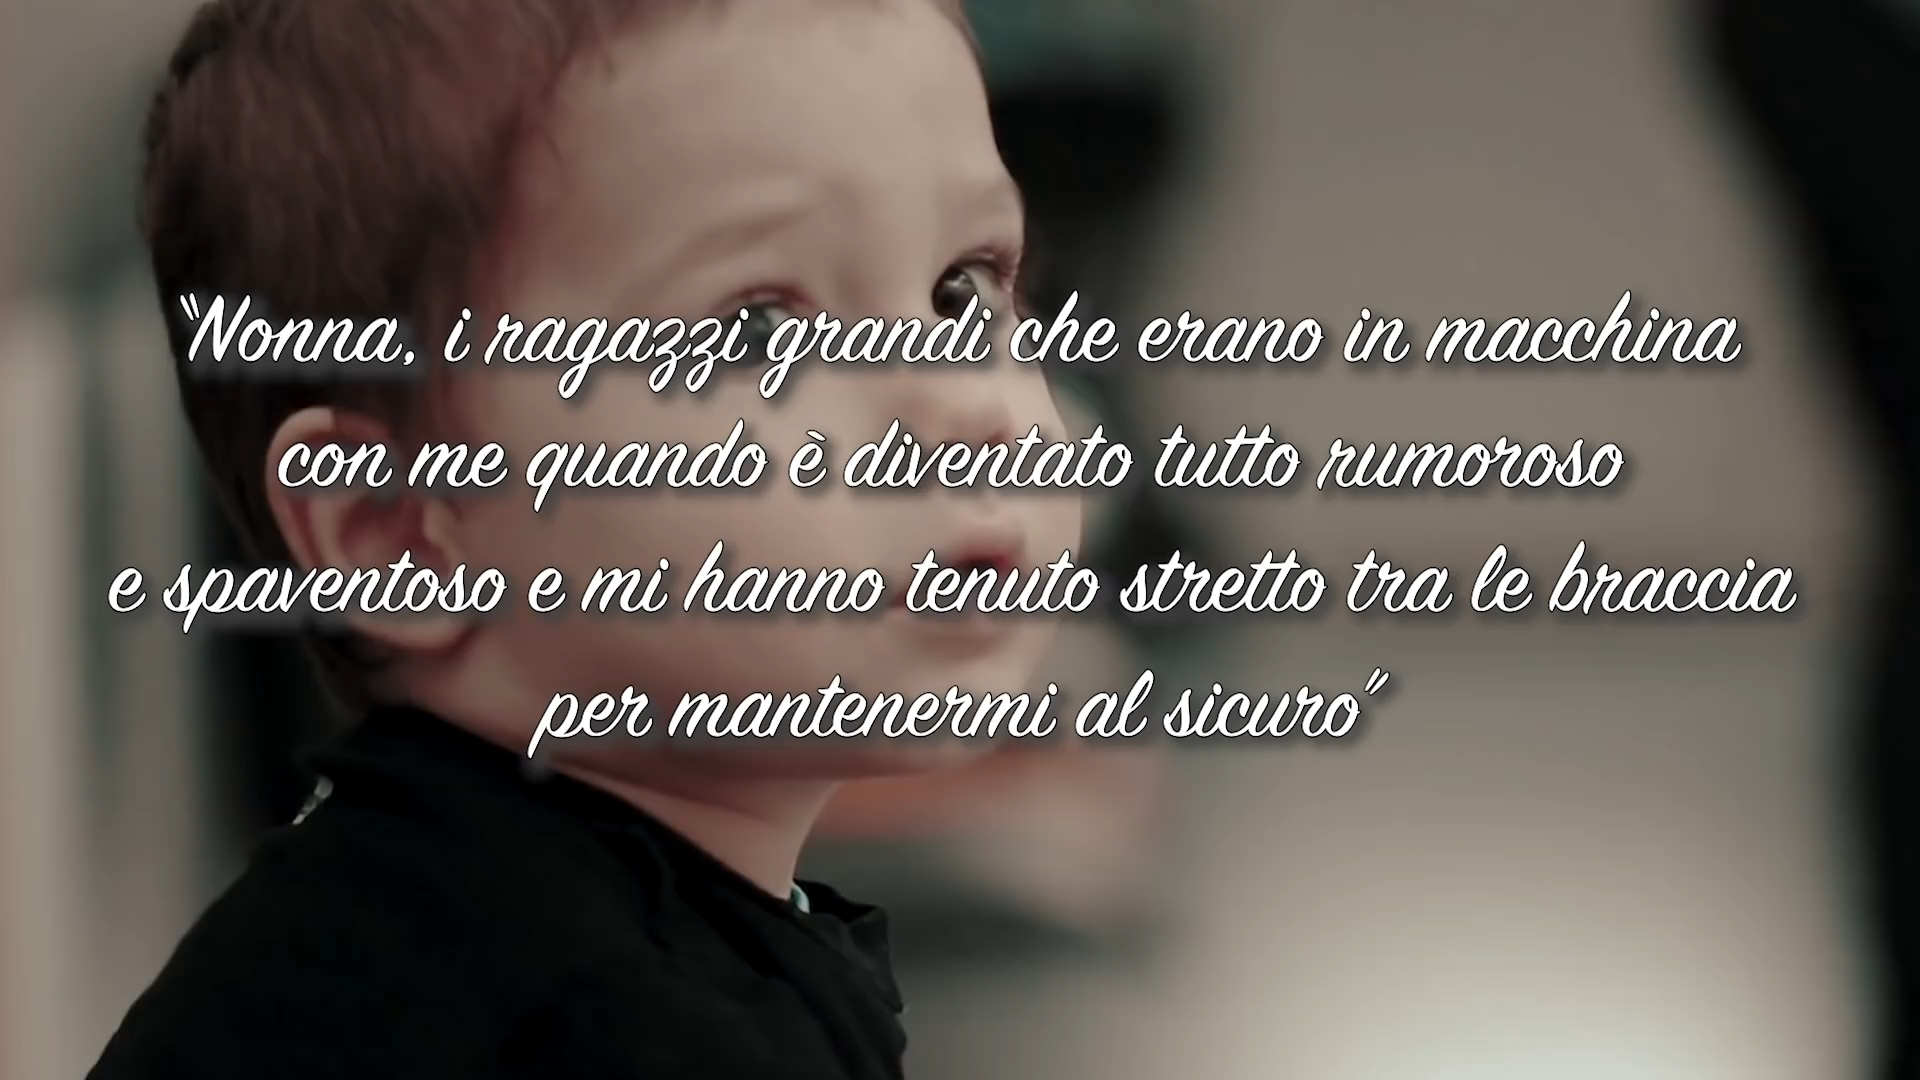 “Nonna, i ragazzi grandi che erano in macchina
con me quando è diventato tutto rumoroso
e spaventoso e mi hanno tenuto stretto tra le braccia
per mantenermi al sicuro”